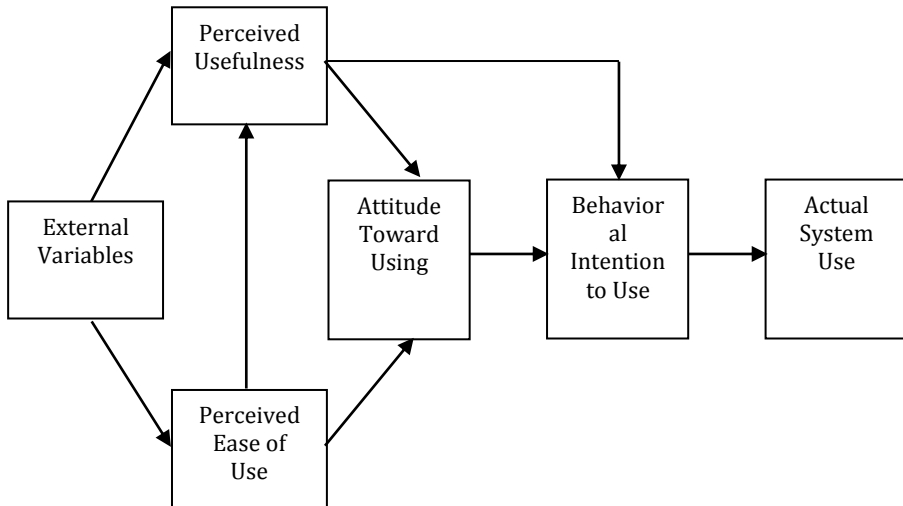 Perceived
Usefulness
External
Variables
Attitude
Toward
Using
Behavior
al
Intention
to Use
Actual
System
Use
Perceived
Ease of
Use